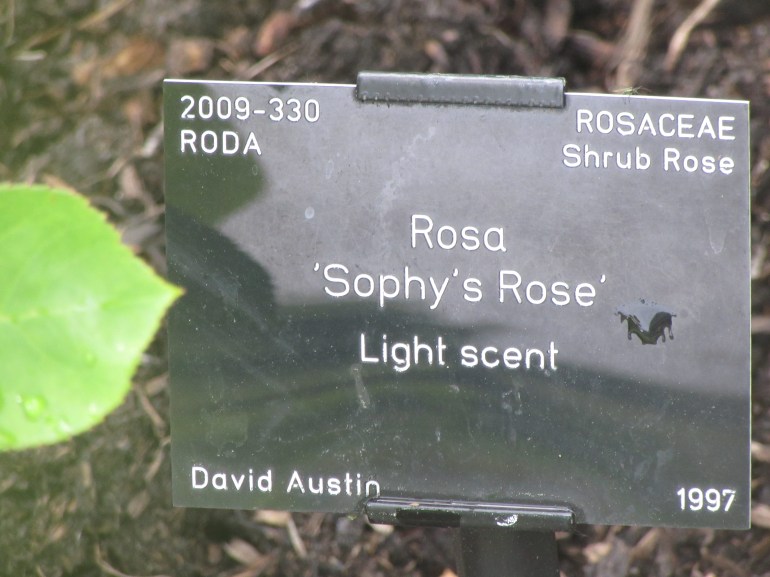 2009-330
RODA
ROSACEAE
Shrub Rose
Rosa
'Sophy's Rose'
Light scent
David Austin
1997